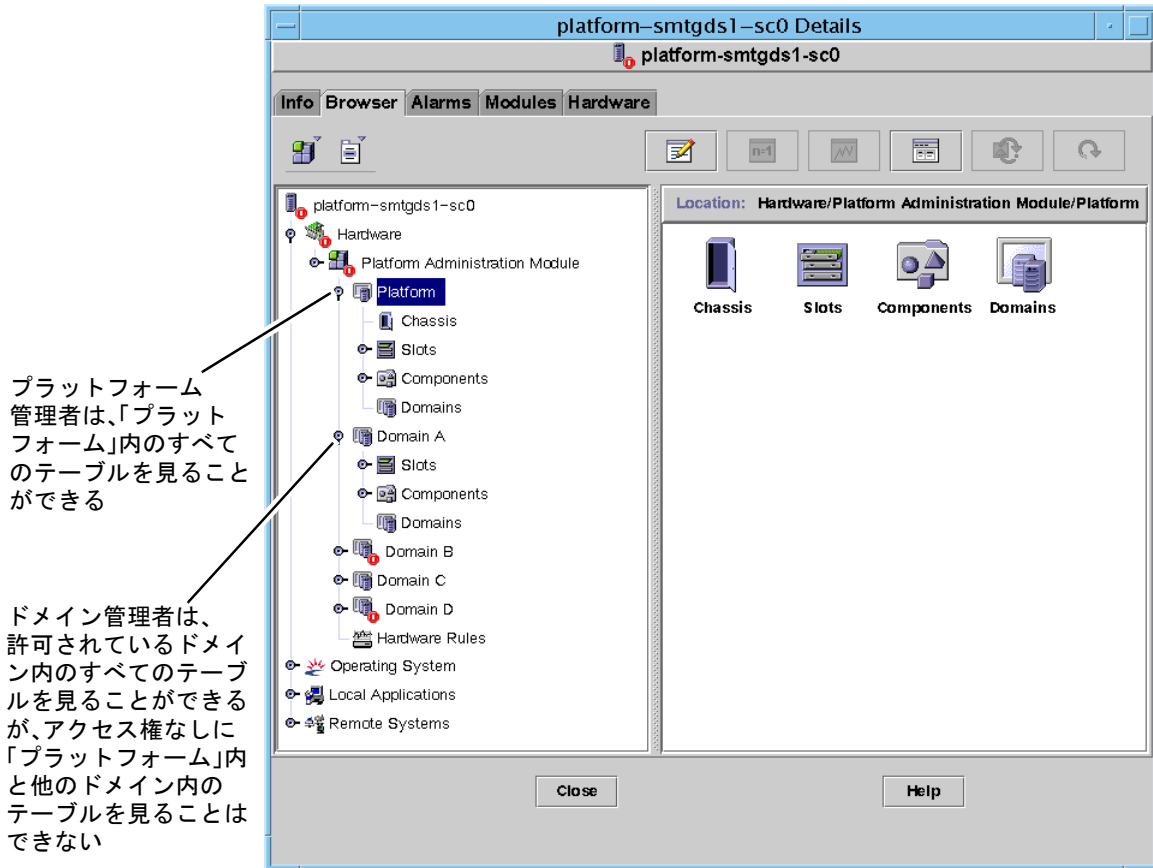 platform-smtgds1-sc0 Details
platform-smtgds1-sc0
Info Browser Alarms Modules Hardware
n=1
platform-smtgds1-sc0
Hardware
Platform Administration Module
Platform
Chassis
Slots
Components
Domains
Domain A
Slots
Components
Domains
Domain B
Domain C
Domain D
Hardware Rules
Operating System
Local Applications
Remote Systems
Location: Hardware/Platform Administration Module/Platform
Chassis Slots Components Domains
Close Help
プラットフォーム
管理者は、「プラット
フォーム」内のすべて
のテーブルを見ること
ができる
ドメイン管理者は、
許可されているドメイ
ン内のすべてのテーブ
ルを見ることができる
が、アクセス権なしに
「プラットフォーム」内
と他のドメイン内の
テーブルを見ることは
できない